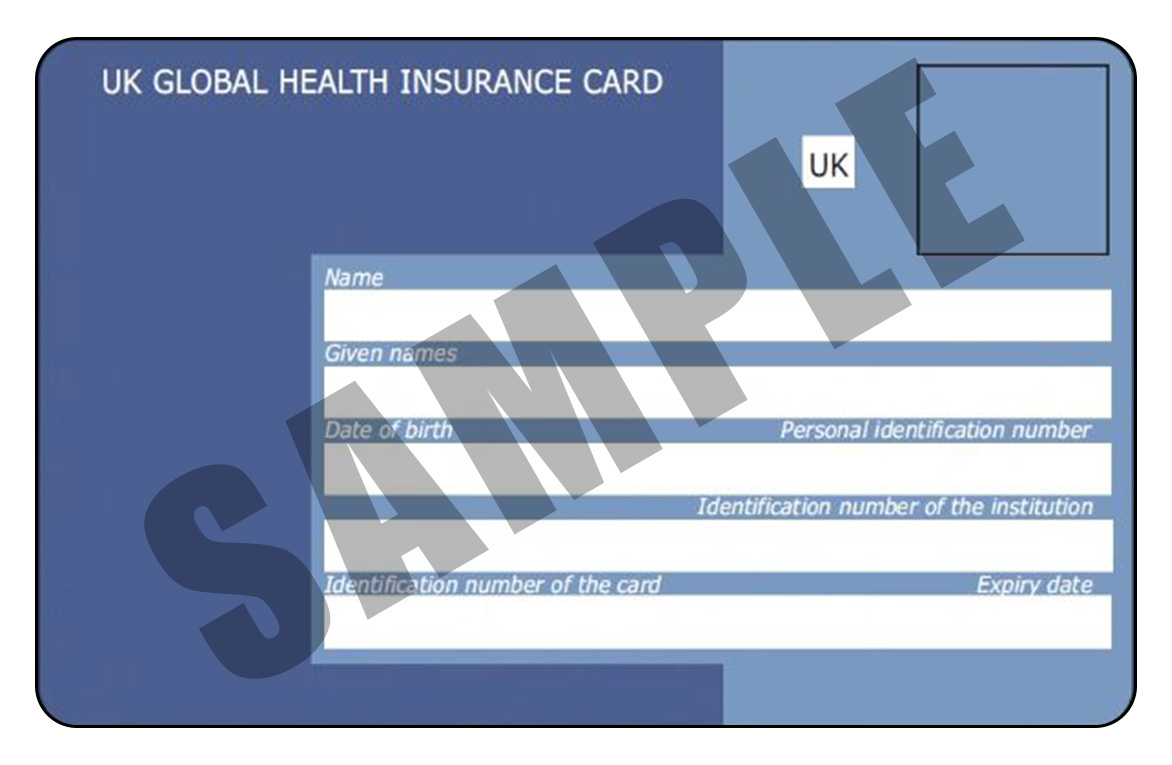 UK GLOBAL HEALTH INSURANCE CARD
UK
Name
Given names
Date of birth Personal identification number
Identification number of the institution
Identification number of the card Expiry date
SAMPLE